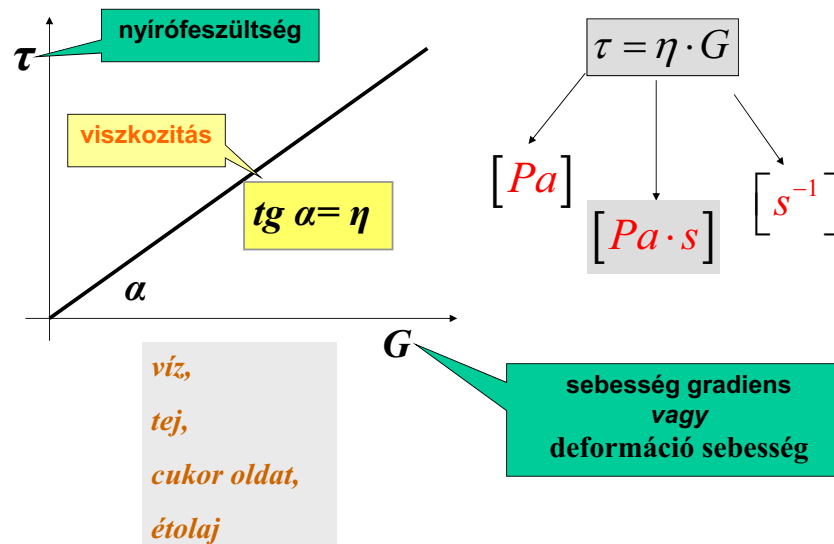 nyírófeszültség
τ
viszkozitás
tg α= η
α
G
víz,
tej,
cukor oldat,
étolaj
τ = η · G
[Pa]
[Pa · s]
[s⁻¹]
sebesség gradiens
vagy
deformáció sebesség